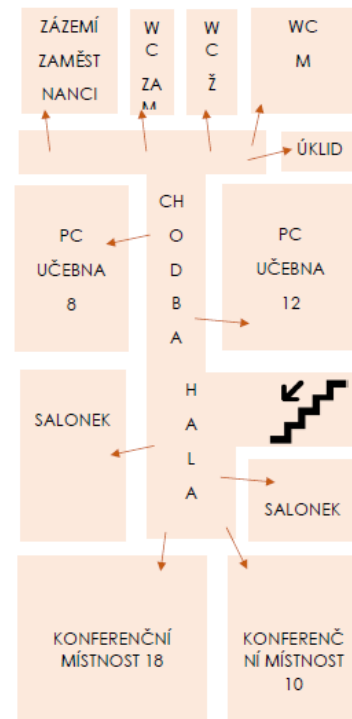 ZÁZEMÍ
ZAMĚST
NANCI
W
C
ZA
M
W
C
Ž
WC
M
ÚKLID
CH
O
D
B
A
PC
UČEBNA
8
PC
UČEBNA
12
H
A
L
A
SALONEK
SALONEK
KONFERENČNÍ
MÍSTNOST 18
KONFERENČ
NÍ MÍSTNOST
10